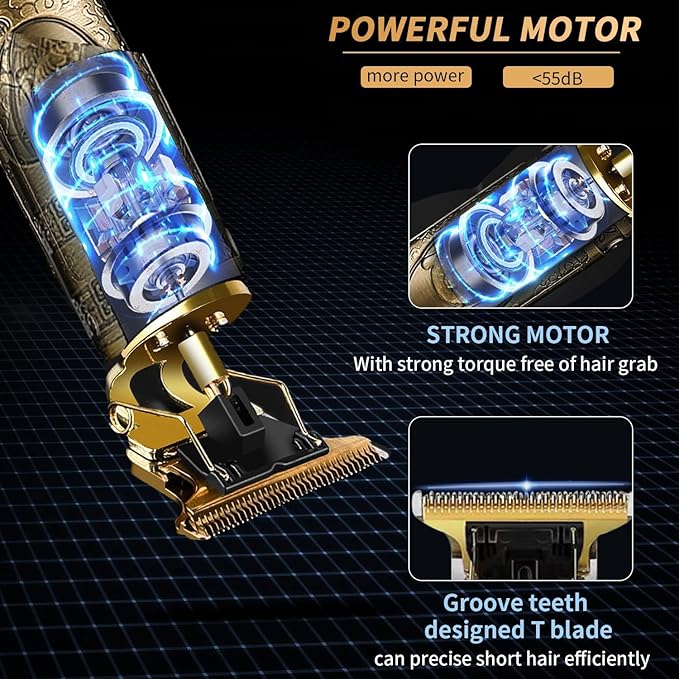 POWERFUL MOTOR
more power
<55dB
STRONG MOTOR
With strong torque free of hair grab
Groove teeth
designed T blade
can precise short hair efficiently